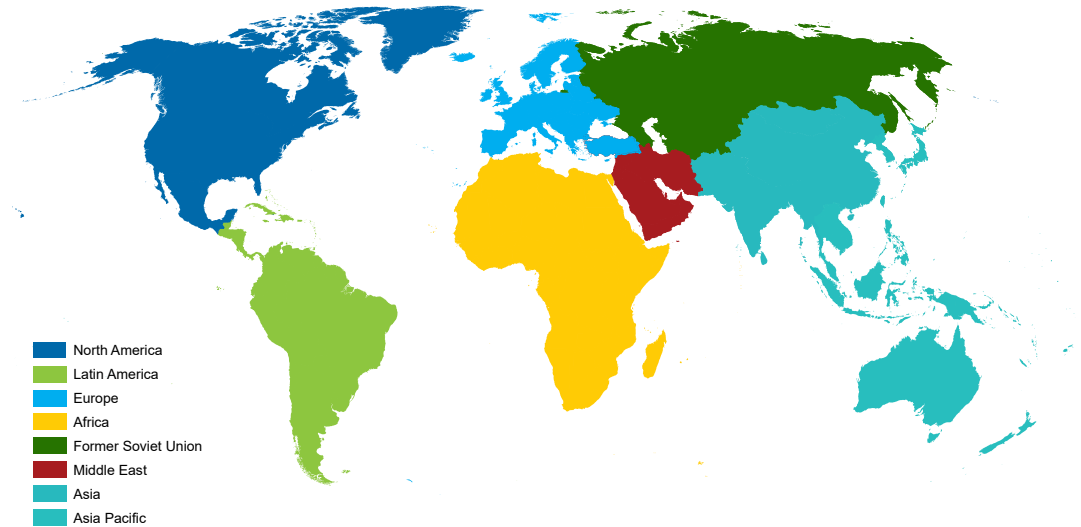 North America
Latin America
Europe
Africa
Former Soviet Union
Middle East
Asia
Asia Pacific